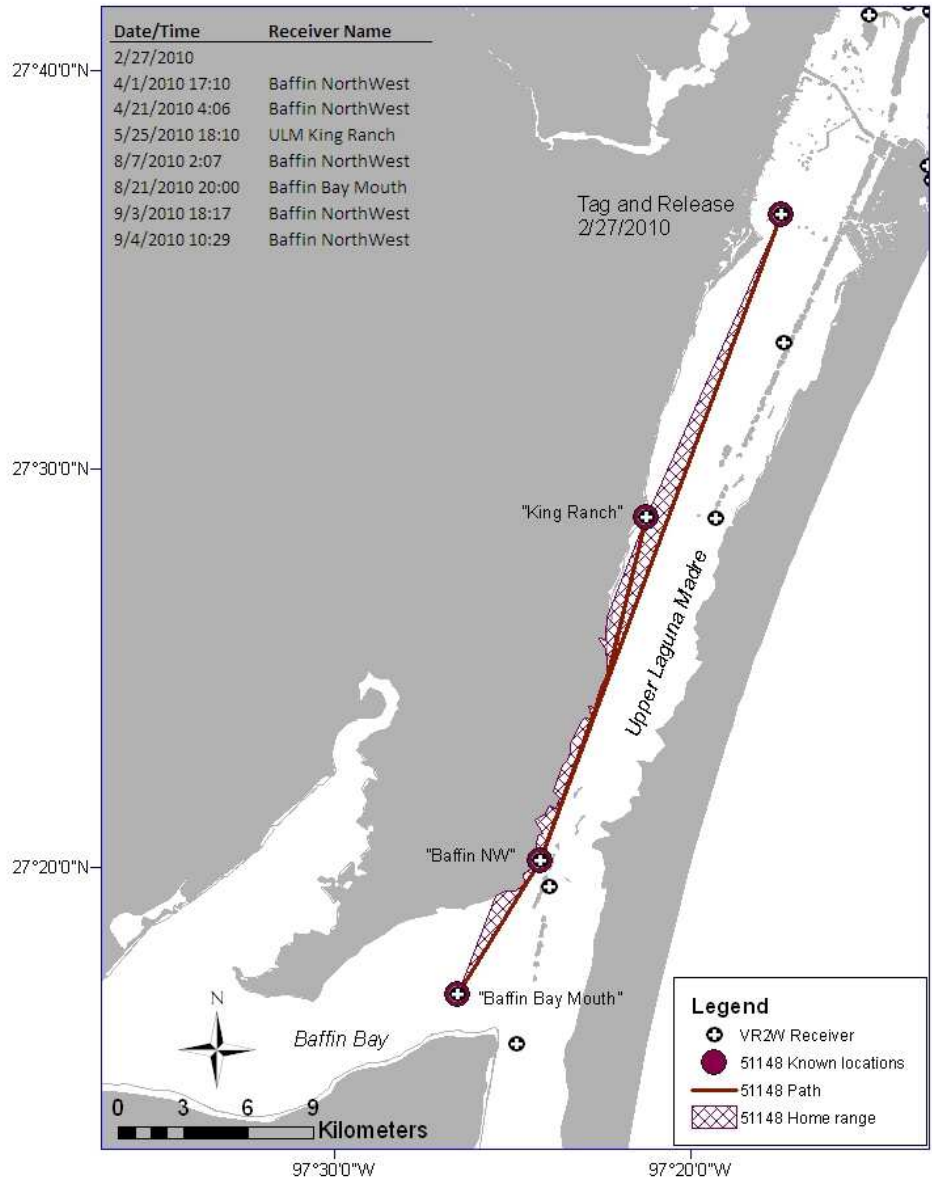 Date/Time Receiver Name
2/27/2010
4/1/2010 17:10 Baffin NorthWest
4/21/2010 4:06 Baffin NorthWest
5/25/2010 18:10 ULM King Ranch
8/7/2010 2:07 Baffin NorthWest
8/21/2010 20:00 Baffin Bay Mouth
9/3/2010 18:17 Baffin NorthWest
9/4/2010 10:29 Baffin NorthWest
27°40'0"N
Tag and Release
2/27/2010
27°30'0"N
"King Ranch"
Upper Laguna Madre
27°20'0"N
"Baffin NW"
"Baffin Bay Mouth"
N
Baffin Bay
0 3 6 9
Kilometers
Legend
VR2W Receiver
51148 Known locations
51148 Path
51148 Home range
97°30'0"W 97°20'0"W